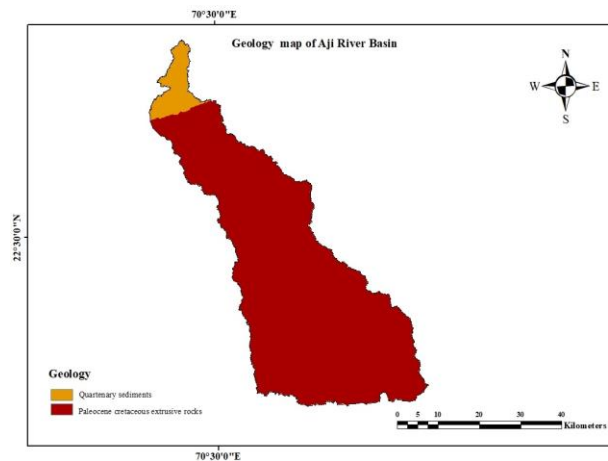 70°30'0"E
Geology map of Aji River Basin
N
W E
S
22°30'0"N
Geology
Quartenary sediments
Paleocene cretaceous extrusive rocks
0 5 10 20 30 40
Kilometers
70°30'0"E